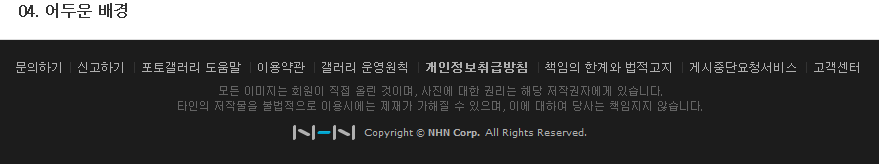 04. 어두운 배경
문의하기 | 신고하기 | 포토갤러리 도움말 | 이용약관 | 갤러리 운영원칙 | 개인정보취급방침 | 책임의 한계와 법적고지 | 게시중단요청서비스 | 고객센터
모든 이미지는 회원이 직접 올린 것이며, 사진에 대한 권리는 해당 저작권자에게 있습니다.
타인의 저작물을 불법적으로 이용시에는 제재가 가해질 수 있으며, 이에 대하여 당사는 책임지지 않습니다.
NHN Copyright © NHN Corp. All Rights Reserved.